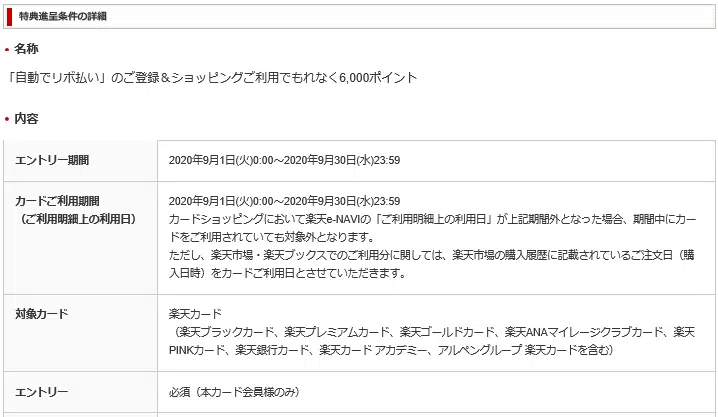 特典進呈条件の詳細
名称
「自動でリボ払い」のご登録＆ショッピングご利用でもれなく6,000ポイント
内容
エントリー期間
2020年9月1日(火)0:00～2020年9月30日(水)23:59
カードご利用期間
（ご利用明細上の利用日）
2020年9月1日(火)0:00～2020年9月30日(水)23:59
カードショッピングにおいて楽天e-NAVIの「ご利用明細上の利用日」が上記期間外となった場合、期間中にカー
ドをご利用されていても対象外となります。
ただし、楽天市場・楽天ブックスでのご利用分に関しては、楽天市場の購入履歴に記載されているご注文日（購
入日時）をカードご利用日とさせていただきます。
対象カード
楽天カード
（楽天ブラックカード、楽天プレミアムカード、楽天ゴールドカード、楽天ANAマイレージクラブカード、楽天
PINKカード、楽天銀行カード、楽天カード アカデミー、アルペングループ 楽天カードを含む）
エントリー
必須（本カード会員様のみ）